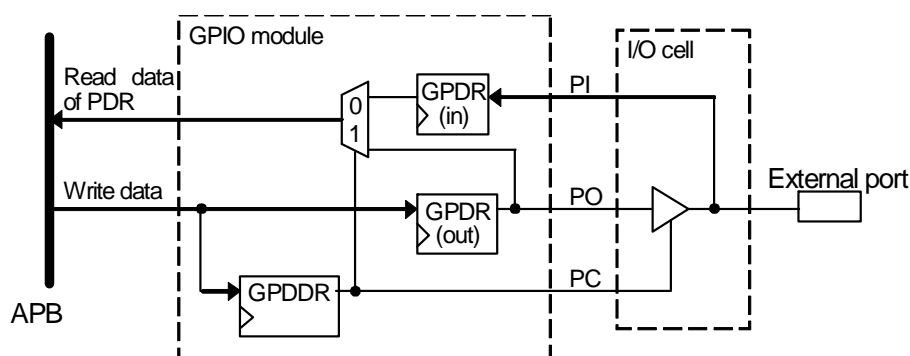 GPIO module
I/O cell
Read data
of PDR
0
1
GPDR
(in)
PI
Write data
GPDR
(out)
PO
External port
GPDDR
PC
APB